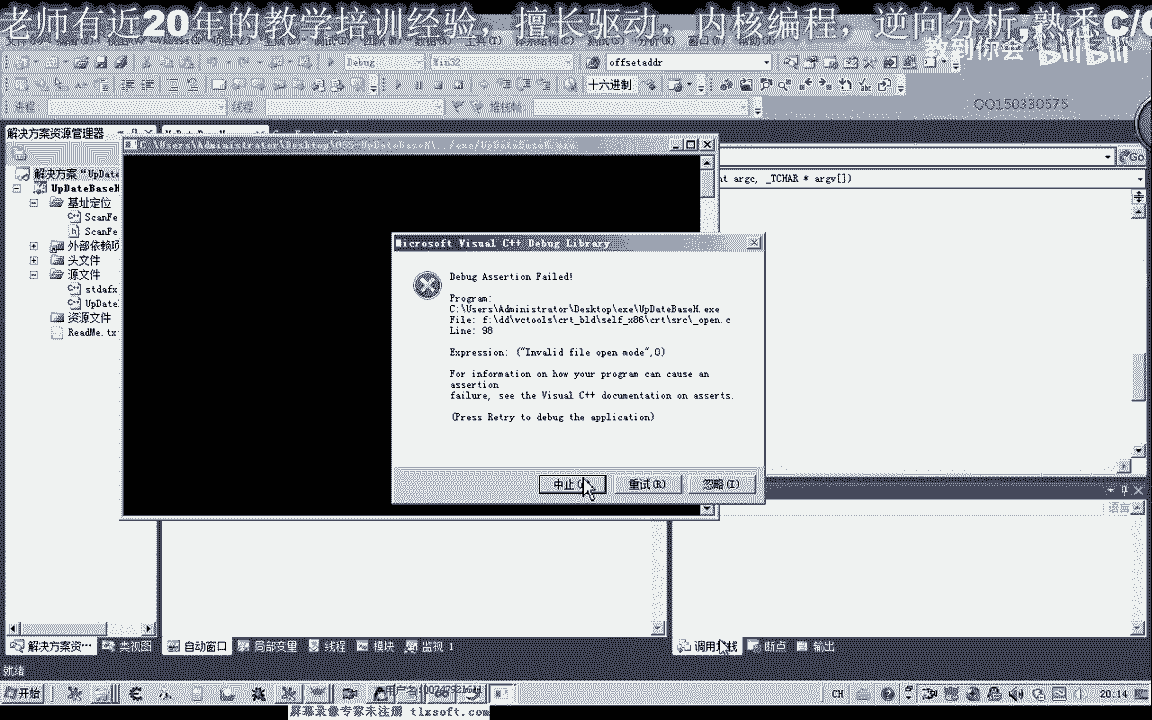 老师有近20年的教学培训经验，擅长驱动，内核编程，逆向分析,熟悉C/C
教到你会 bilibili
Debug
Win32
offsetaddr
十六进制
进程
线程
堆栈帧
QQ150330575
解决方案资源管理器
解决方案"UpDate
UpDateBaseH
基址定位
ScanFe
ScanFe
外部依赖项
头文件
源文件
stdafx
UpDate
资源文件
ReadMe.tx
C:\Users\Administrator\Desktop\
/exe/UpDateBaseH.exe
Go
nt argc, _TCHAR * argv[])
Microsoft Visual C++ Debug Library
Debug Assertion Failed!
Program:
C:\Users\Administrator\Desktop\exe\UpDateBaseH.exe
File: f:\dd\vctools\crt_bld\self_x86\crt\src\_open.c
Line: 98
Expression: ("Invalid file open mode",0)
For information on how your program can cause an
assertion
failure, see the Visual C++ documentation on asserts.
(Press Retry to debug the application)
中止
重试(R)
忽略(I)
语言
解决方案资…
类视图
自动窗口
局部变量
线程
模块
监视 1
调用堆栈
断点
输出
就绪
开始
CH
20:14
屏幕录像专家未注册 tlxsoft.com